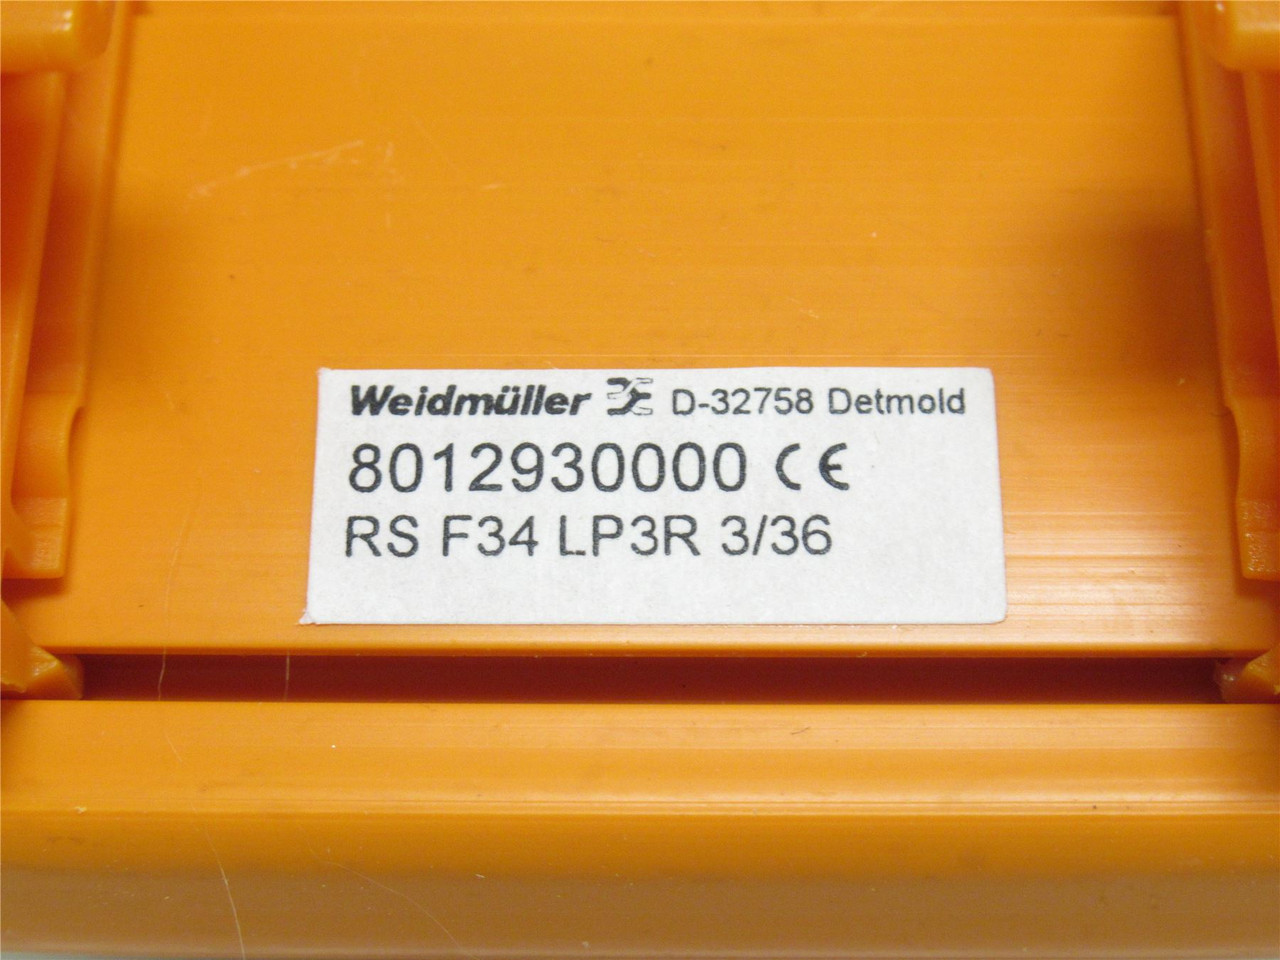 Weidmüller D-32758 Detmold
8012930000 CE
RS F34 LP3R 3/36